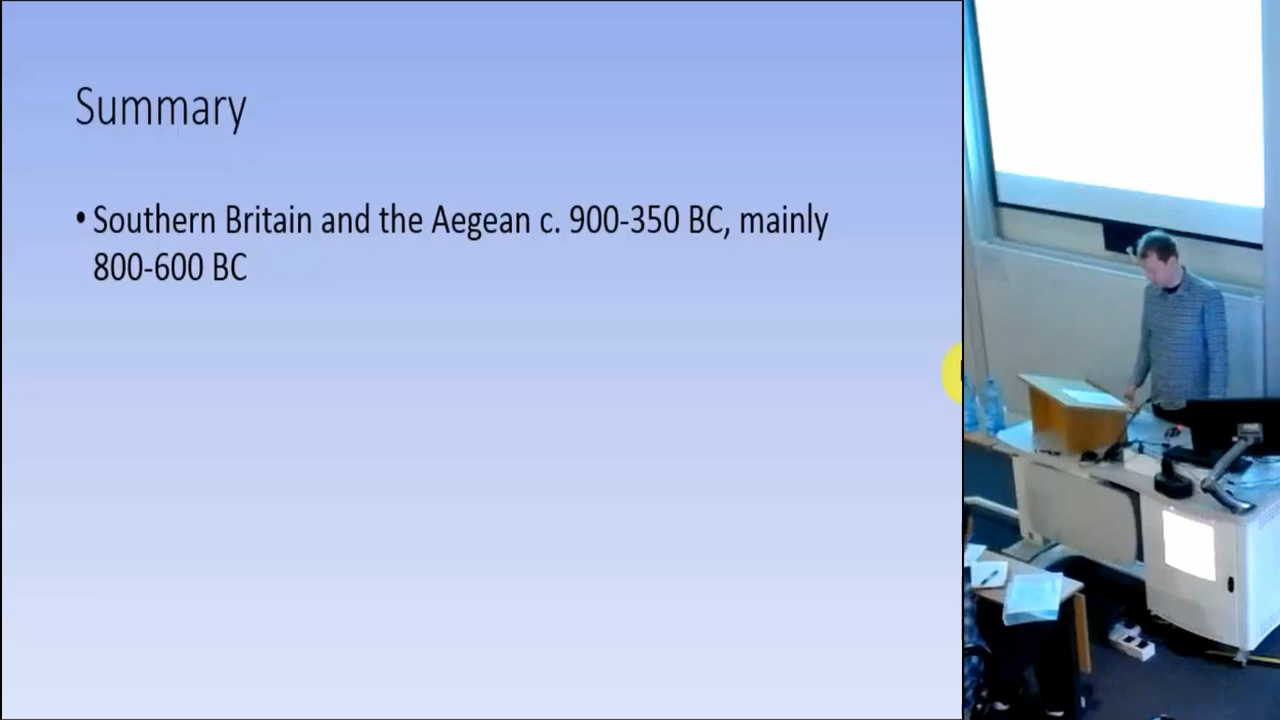 Summary
• Southern Britain and the Aegean c. 900-350 BC, mainly
800-600 BC